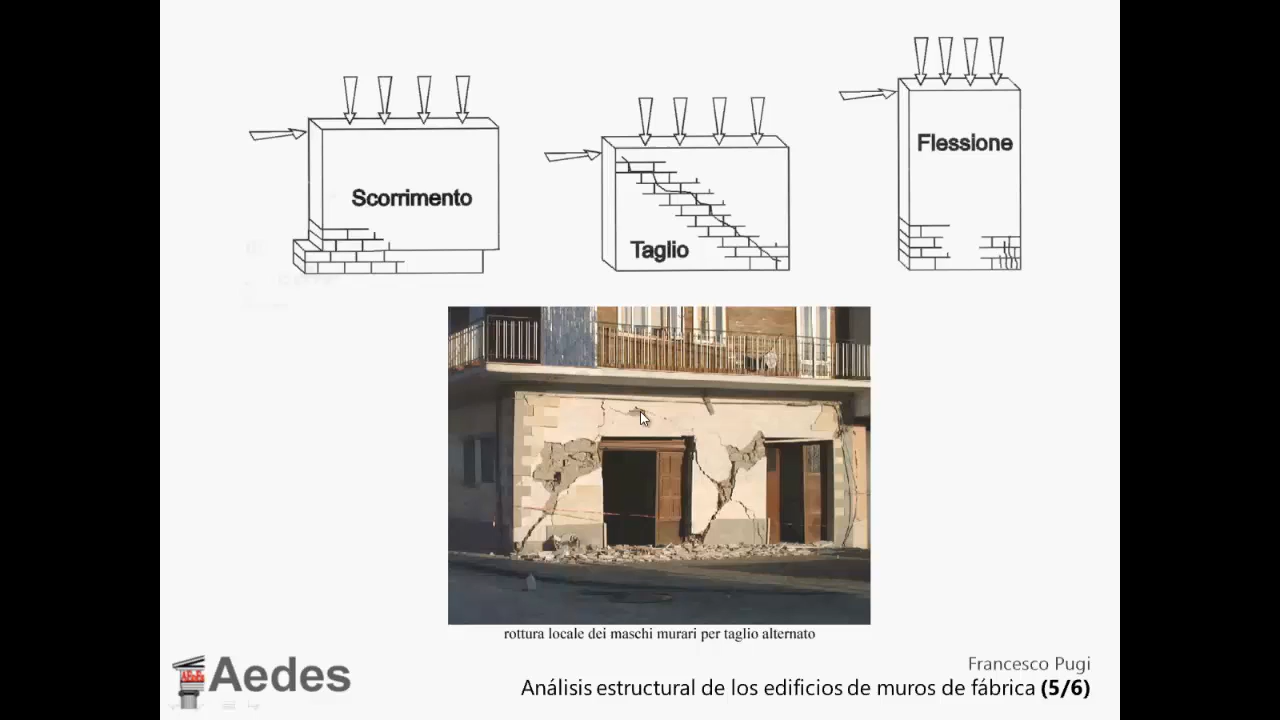 Scorrimento
Taglio
Flessione
rottura locale dei maschi murari per taglio alternato
Aedes
Francesco Pugi
Análisis estructural de los edificios de muros de fábrica (5/6)